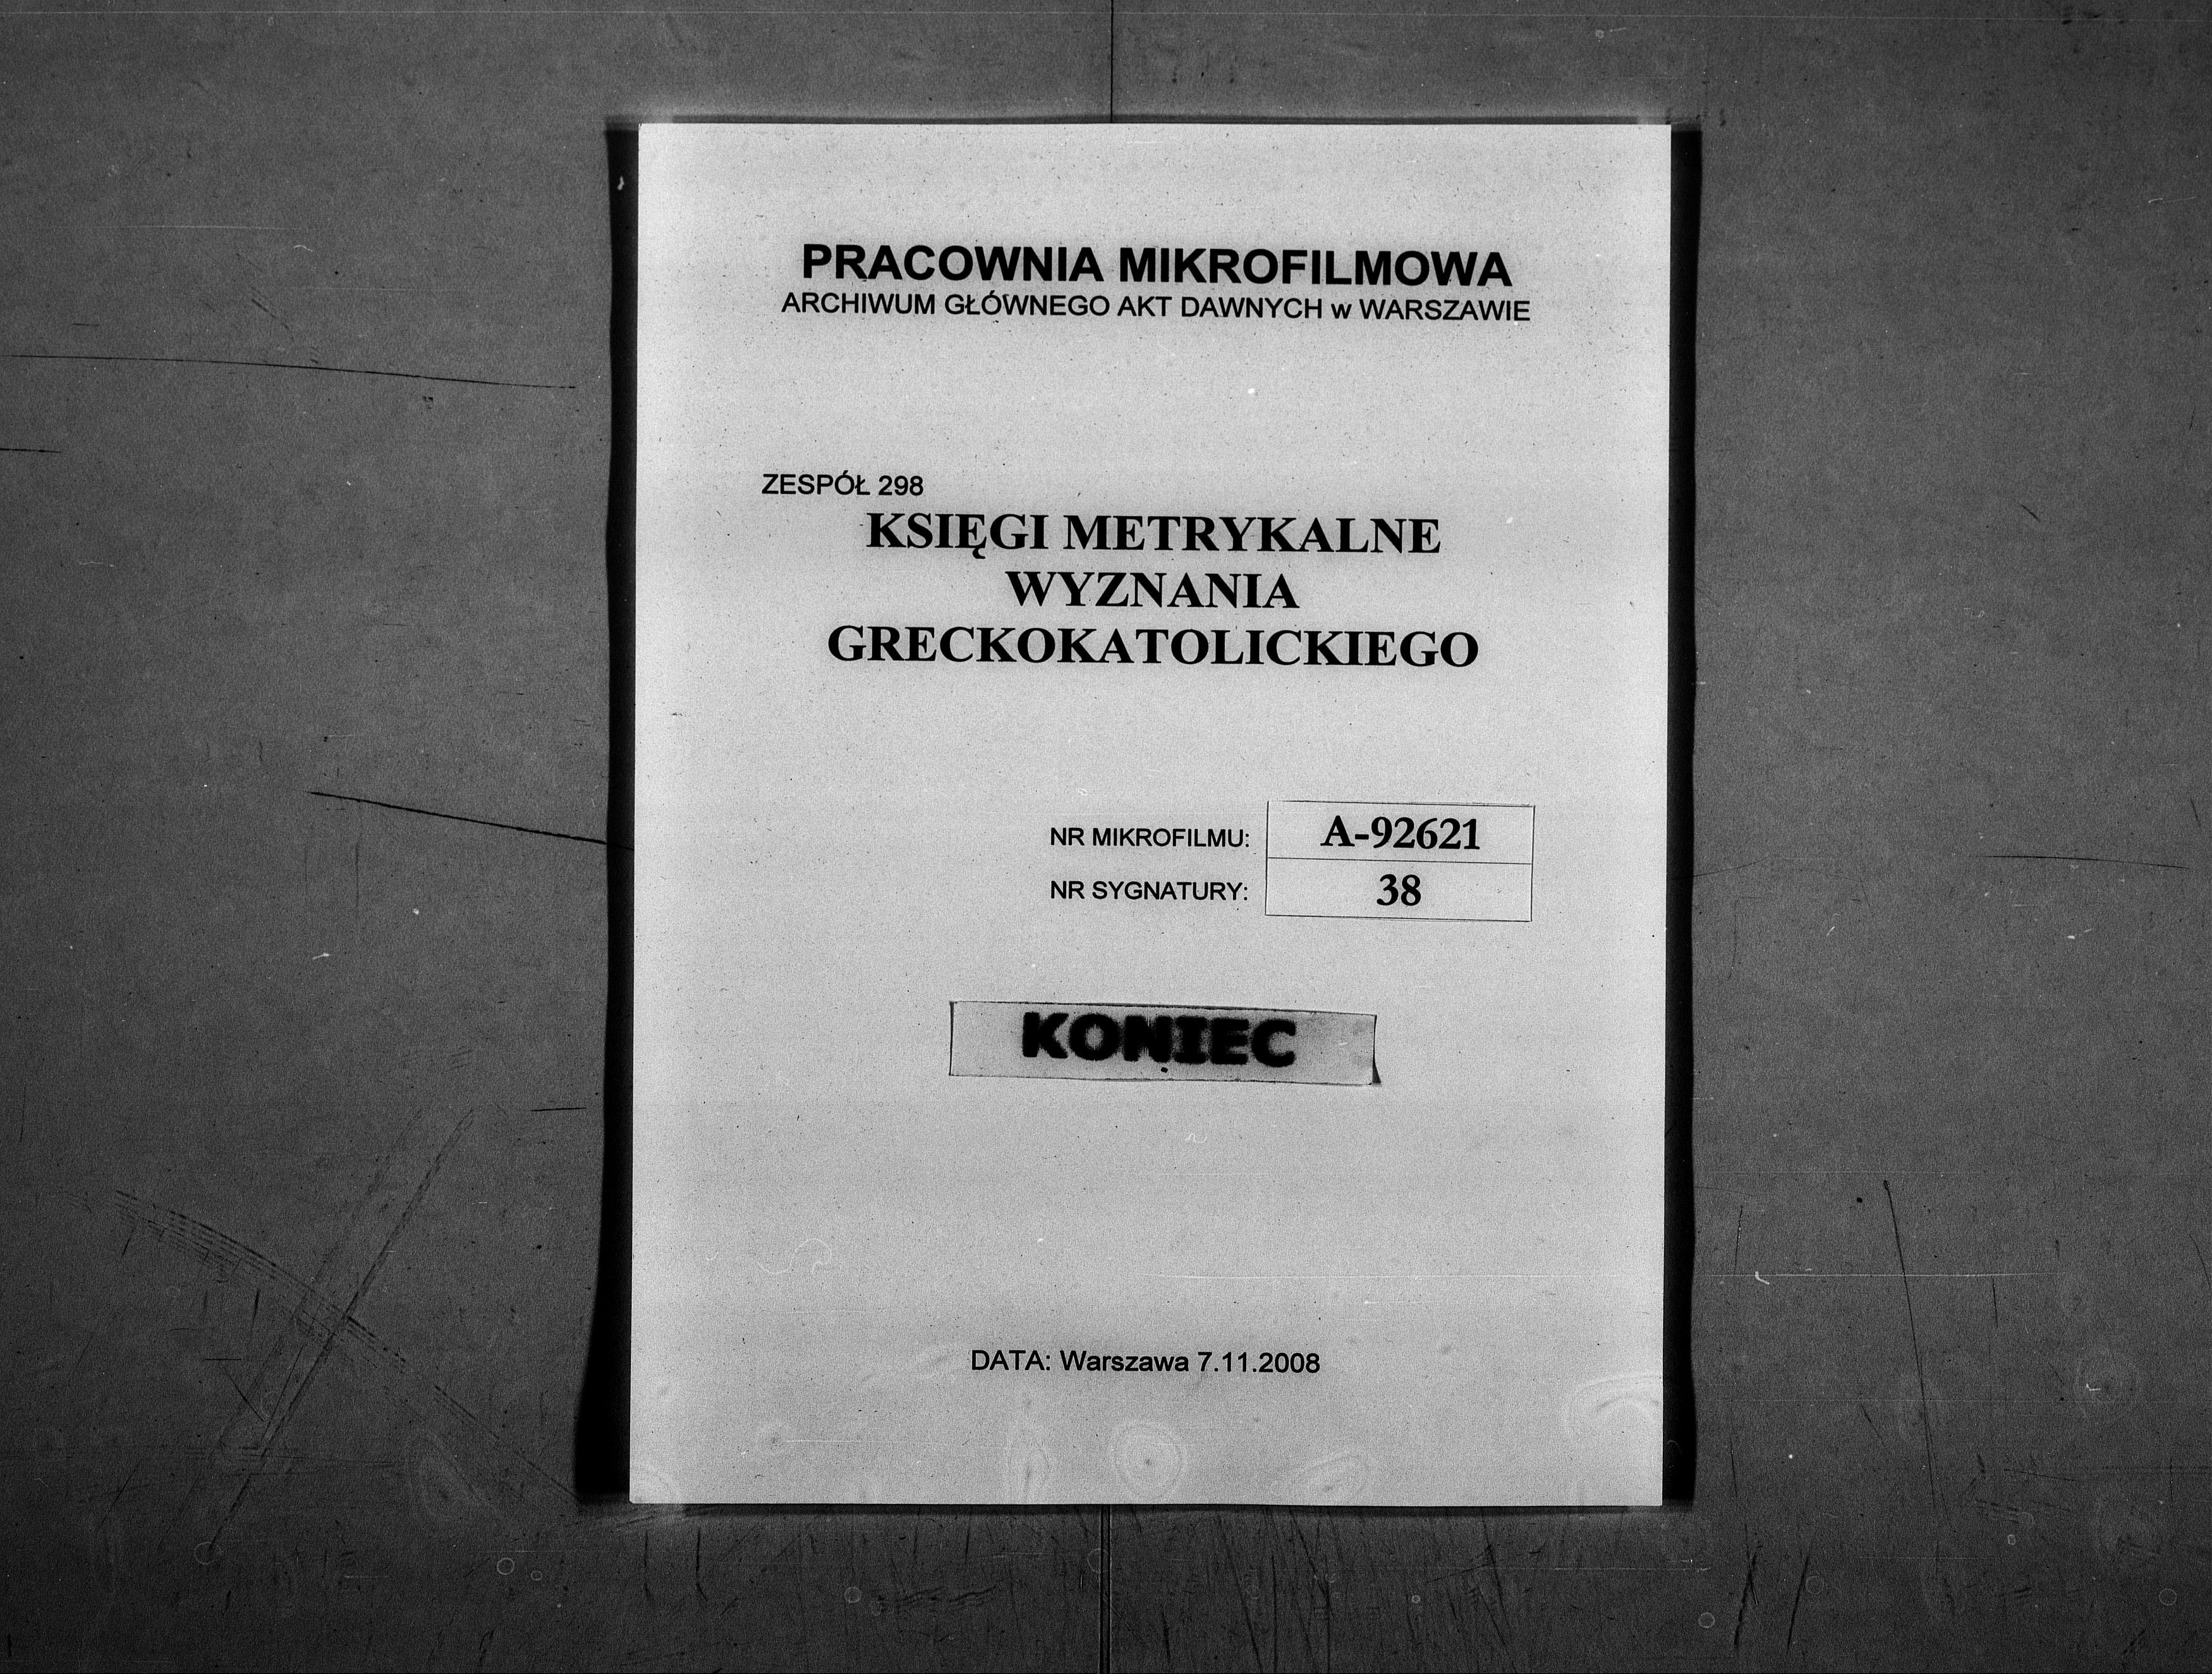 PRACOWNIA MIKROFILMOWA
ARCHIWUM GŁÓWNEGO AKT DAWNYCH w WARSZAWIE
ZESPÓŁ 298
KSIĘGI METRYKALNE
WYZNANIA
GRECKOKATOLICKIEGO
NR MIKROFILMU: A-92621
NR SYGNATURY: 38
KONIEC
DATA: Warszawa 7.11.2008